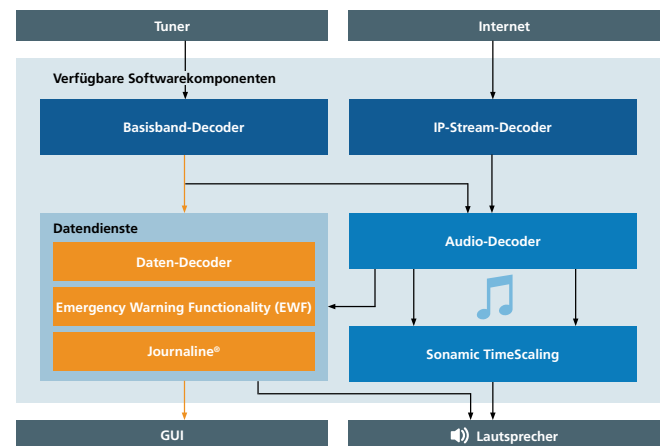 Tuner
Internet
Verfügbare Softwarekomponenten
Basisband-Decoder
IP-Stream-Decoder
Datendienste
Daten-Decoder
Audio-Decoder
Emergency Warning Functionality (EWF)
Journaline®
Sonamic TimeScaling
GUI
Lautsprecher